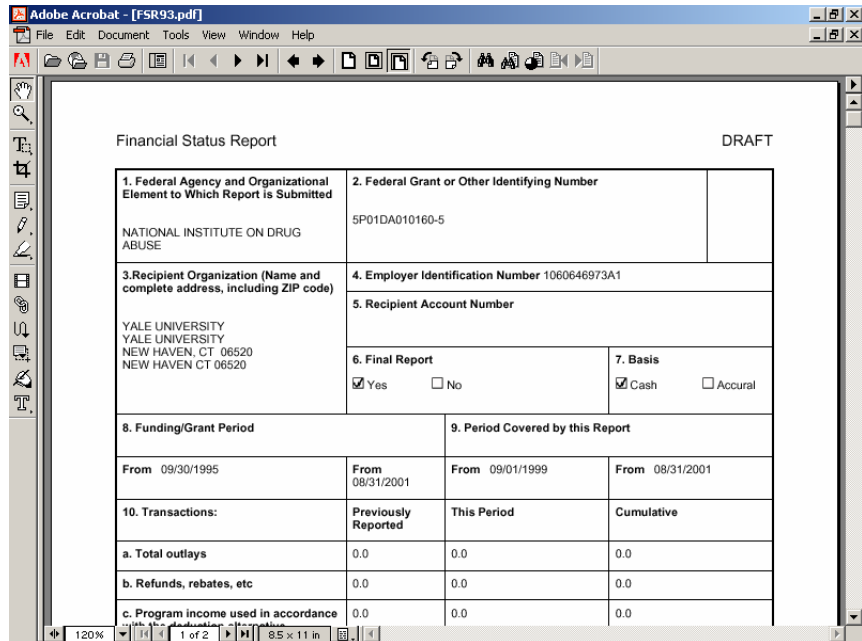 Adobe Acrobat - [FSR93.pdf]
File Edit Document Tools View Window Help
Financial Status Report DRAFT
1. Federal Agency and Organizational
Element to Which Report is Submitted
NATIONAL INSTITUTE ON DRUG
ABUSE
2. Federal Grant or Other Identifying Number
5P01DA010160-5
3.Recipient Organization (Name and
complete address, including ZIP code)
YALE UNIVERSITY
YALE UNIVERSITY
NEW HAVEN, CT 06520
NEW HAVEN CT 06520
4. Employer Identification Number 1060646973A1
5. Recipient Account Number
6. Final Report
Yes No
7. Basis
Cash Accural
8. Funding/Grant Period
9. Period Covered by this Report
From 09/30/1995
From
08/31/2001
From 09/01/1999
From 08/31/2001
10. Transactions:
Previously
Reported
This Period
Cumulative
a. Total outlays 0.0 0.0 0.0
b. Refunds, rebates, etc 0.0 0.0 0.0
c. Program income used in accordance 0.0 0.0 0.0
with the deduction alternative
120% 1 of 2 8.5 x 11 in